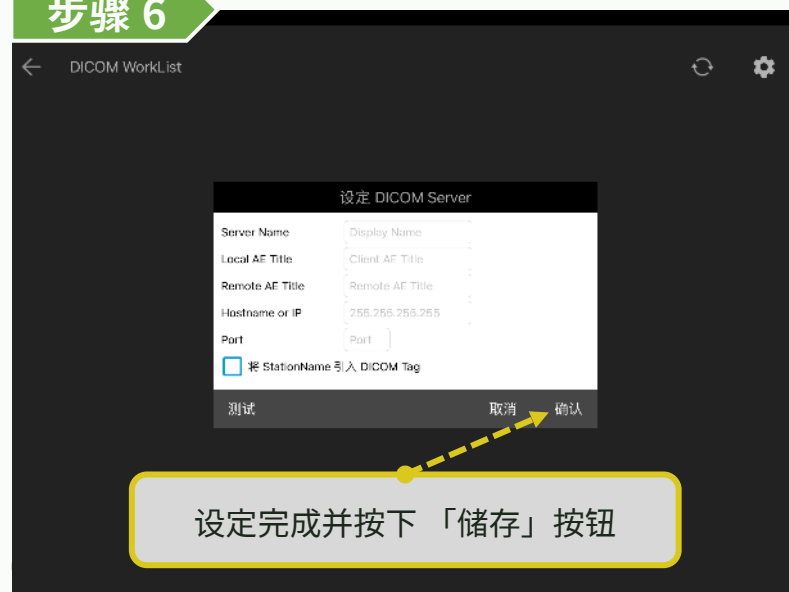 步骤 6
DICOM WorkList
设定 DICOM Server
Server Name
Display Name
Local AE Title
Client AE Title
Remote AE Title
Remote AE Title
Hostname or IP
255.255.255.255
Port
Port
将 StationName 引入 DICOM Tag
测试
取消
确认
设定完成并按下 「储存」按钮